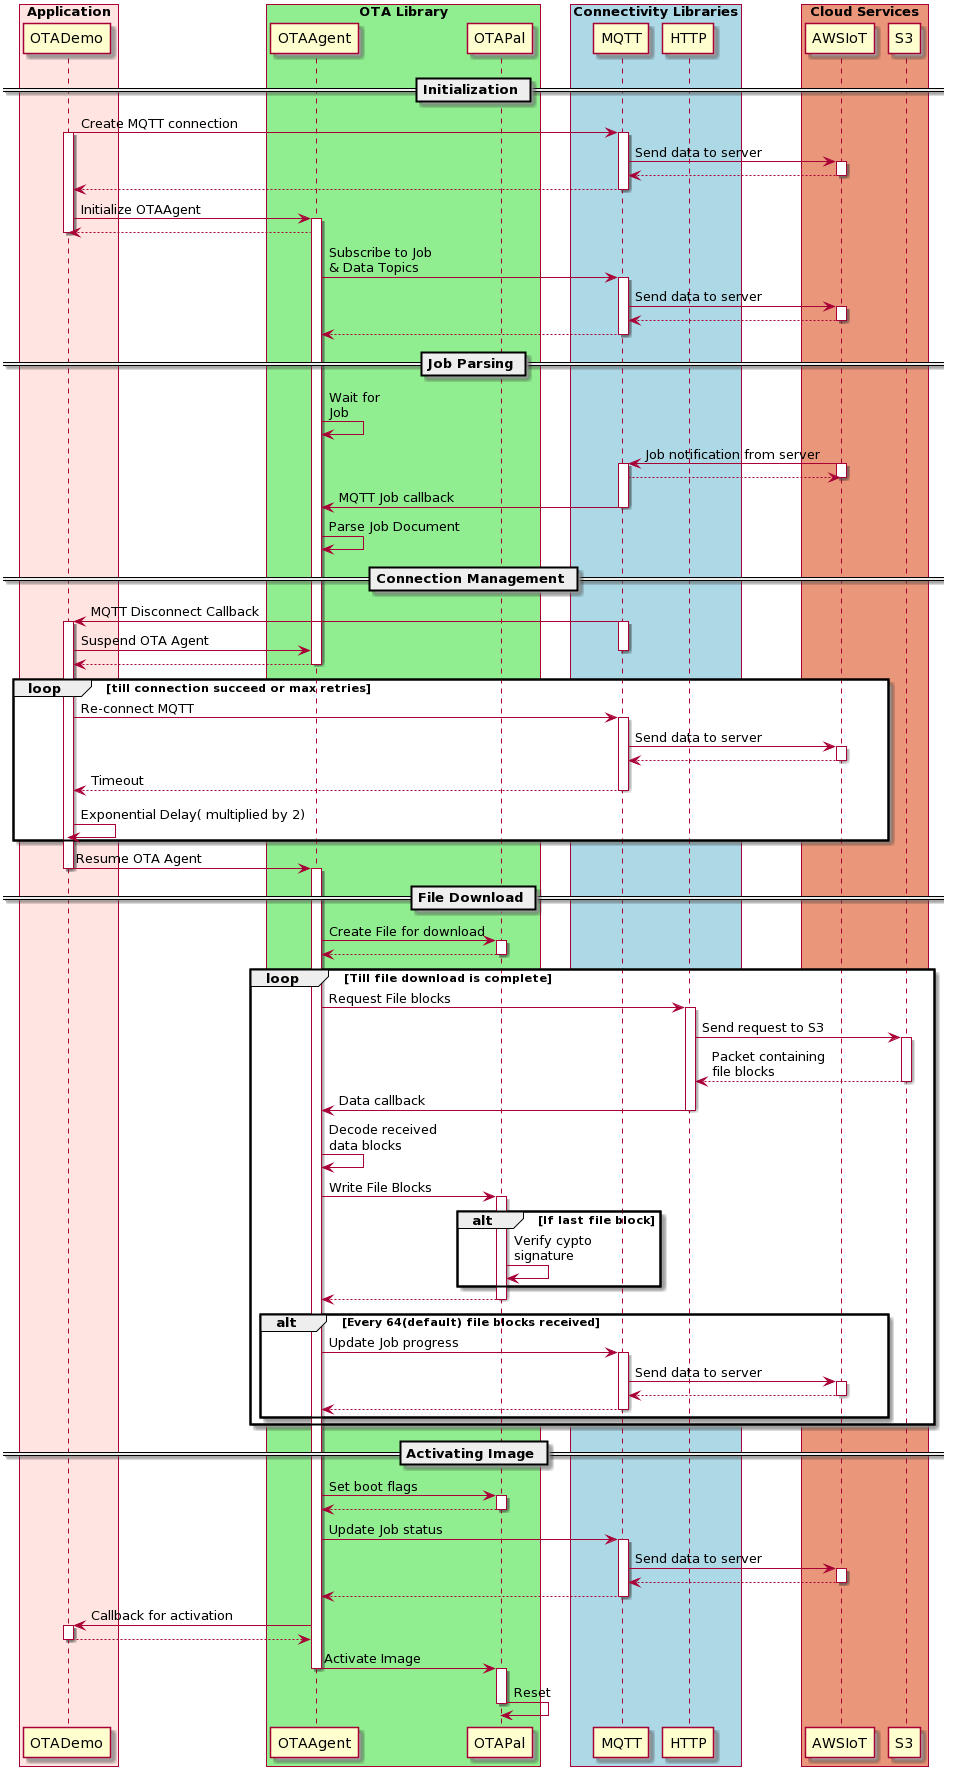 Application
OTA Library
Connectivity Libraries
Cloud Services
OTADemo
OTAAgent
OTAPal
MQTT
HTTP
AWSIoT
S3
Initialization
Create MQTT connection
Send data to server
Initialize OTAAgent
Subscribe to Job
& Data Topics
Send data to server
Job Parsing
Wait for
Job
Job notification from server
MQTT Job callback
Parse Job Document
Connection Management
MQTT Disconnect Callback
Suspend OTA Agent
loop
[till connection succeed or max retries]
Re-connect MQTT
Send data to server
Timeout
Exponential Delay( multiplied by 2)
Resume OTA Agent
File Download
Create File for download
loop
[Till file download is complete]
Request File blocks
Send request to S3
Packet containing
file blocks
Data callback
Decode received
data blocks
Write File Blocks
alt
[If last file block]
Verify cypto
signature
alt
[Every 64(default) file blocks received]
Update Job progress
Send data to server
Activating Image
Set boot flags
Update Job status
Send data to server
Callback for activation
Activate Image
Reset
OTADemo
OTAAgent
OTAPal
MQTT
HTTP
AWSIoT
S3